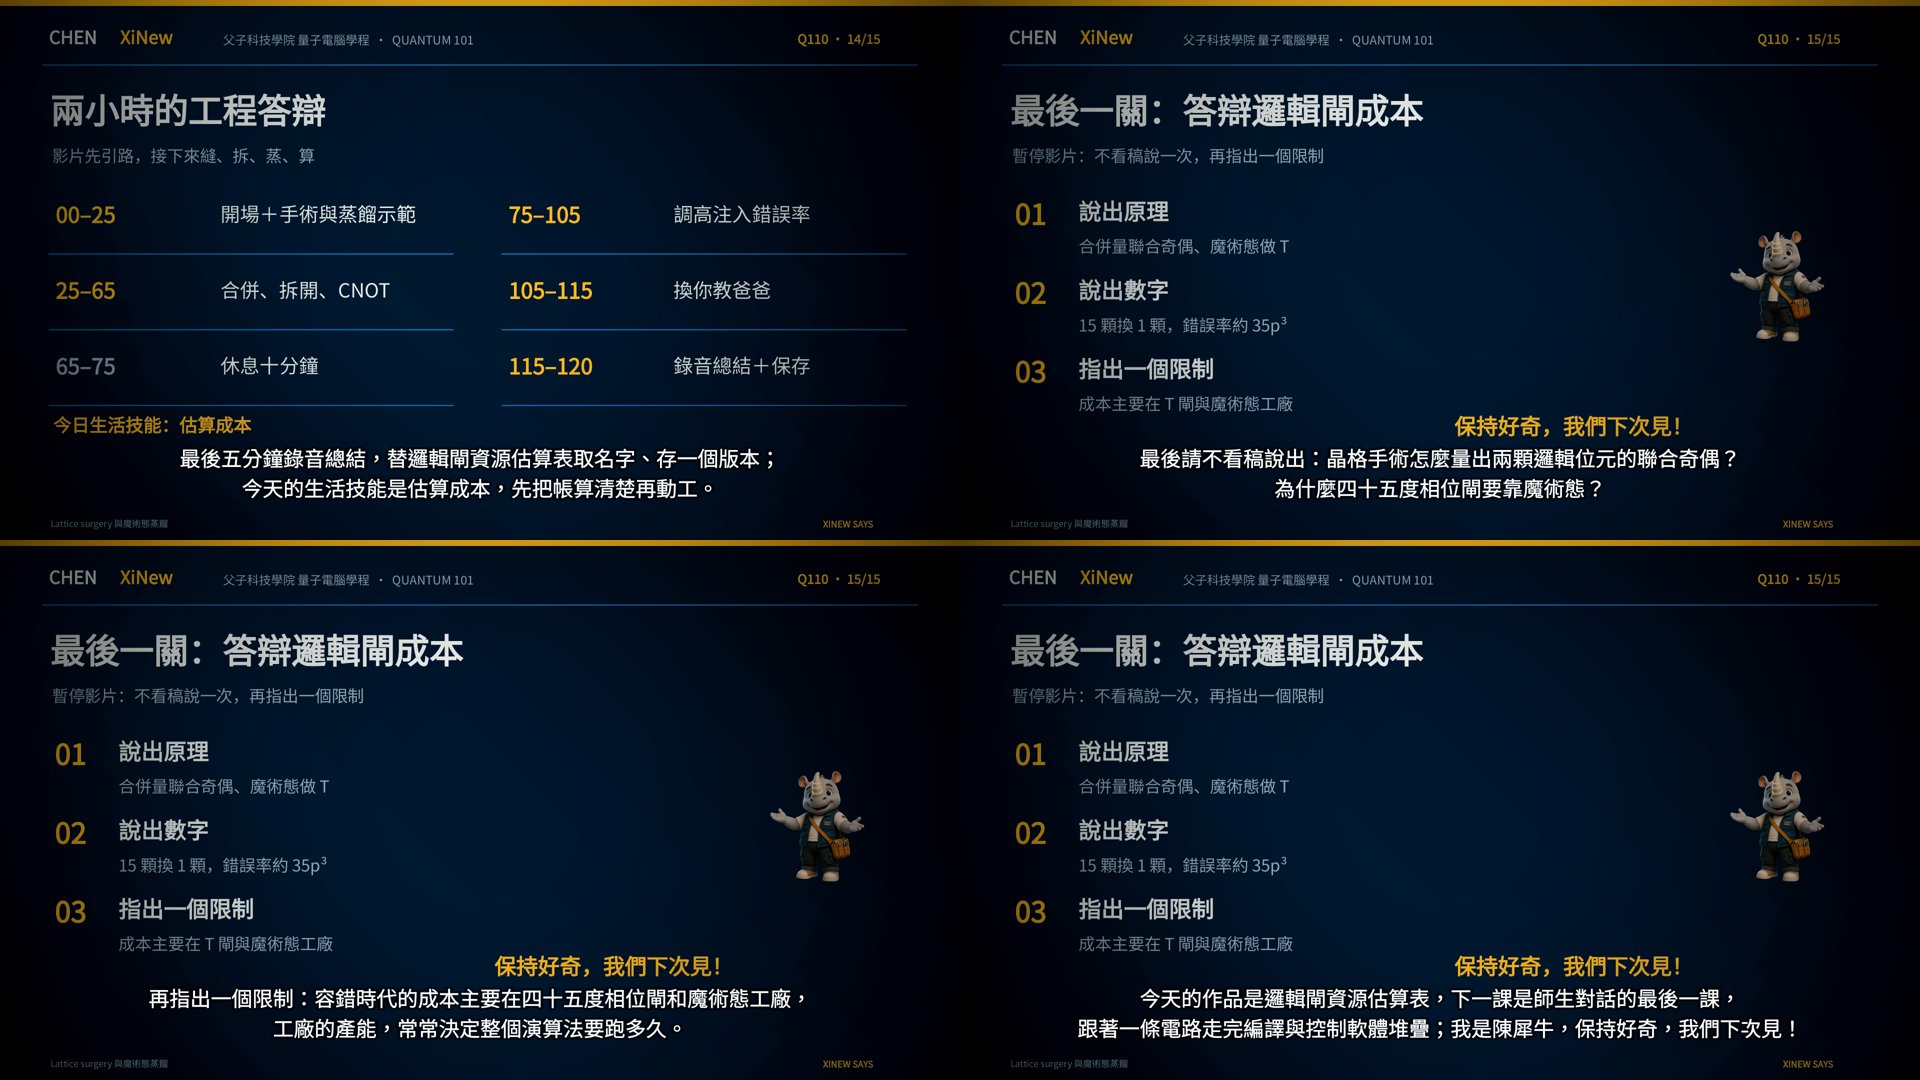 CHEN XiNew 父子科技學院 量子電腦學程 · QUANTUM 101 Q110 · 14/15
兩小時的工程答辯
影片先引路，接下來縫、拆、蒸、算
00–25 開場＋手術與蒸餾示範
75–105 調高注入錯誤率
25–65 合併、拆開、CNOT
105–115 換你教爸爸
65–75 休息十分鐘
115–120 錄音總結＋保存
今日生活技能：估算成本
最後五分鐘錄音總結，替邏輯閘資源估算表取名字、存一個版本；
今天的生活技能是估算成本，先把帳算清楚再動工。
Lattice surgery 與魔術態蒸餾 XINEW SAYS
CHEN XiNew 父子科技學院 量子電腦學程 · QUANTUM 101 Q110 · 15/15
最後一關：答辯邏輯閘成本
暫停影片：不看稿說一次，再指出一個限制
01 說出原理
合併量聯合奇偶、魔術態做 T
02 說出數字
15 顆換 1 顆，錯誤率約 35p³
03 指出一個限制
成本主要在 T 閘與魔術態工廠
保持好奇，我們下次見！
最後請不看稿說出：晶格手術怎麼量出兩顆邏輯位元的聯合奇偶？
為什麼四十五度相位閘要靠魔術態？
Lattice surgery 與魔術態蒸餾 XINEW SAYS
CHEN XiNew 父子科技學院 量子電腦學程 · QUANTUM 101 Q110 · 15/15
最後一關：答辯邏輯閘成本
暫停影片：不看稿說一次，再指出一個限制
01 說出原理
合併量聯合奇偶、魔術態做 T
02 說出數字
15 顆換 1 顆，錯誤率約 35p³
03 指出一個限制
成本主要在 T 閘與魔術態工廠
保持好奇，我們下次見！
再指出一個限制：容錯時代的成本主要在四十五度相位閘和魔術態工廠，
工廠的產能，常常決定整個演算法要跑多久。
Lattice surgery 與魔術態蒸餾 XINEW SAYS
CHEN XiNew 父子科技學院 量子電腦學程 · QUANTUM 101 Q110 · 15/15
最後一關：答辯邏輯閘成本
暫停影片：不看稿說一次，再指出一個限制
01 說出原理
合併量聯合奇偶、魔術態做 T
02 說出數字
15 顆換 1 顆，錯誤率約 35p³
03 指出一個限制
成本主要在 T 閘與魔術態工廠
保持好奇，我們下次見！
今天的作品是邏輯閘資源估算表，下一課是師生對話的最後一課，
跟著一條電路走完編譯與控制軟體堆疊；我是陳犀牛，保持好奇，我們下次見！
Lattice surgery 與魔術態蒸餾 XINEW SAYS